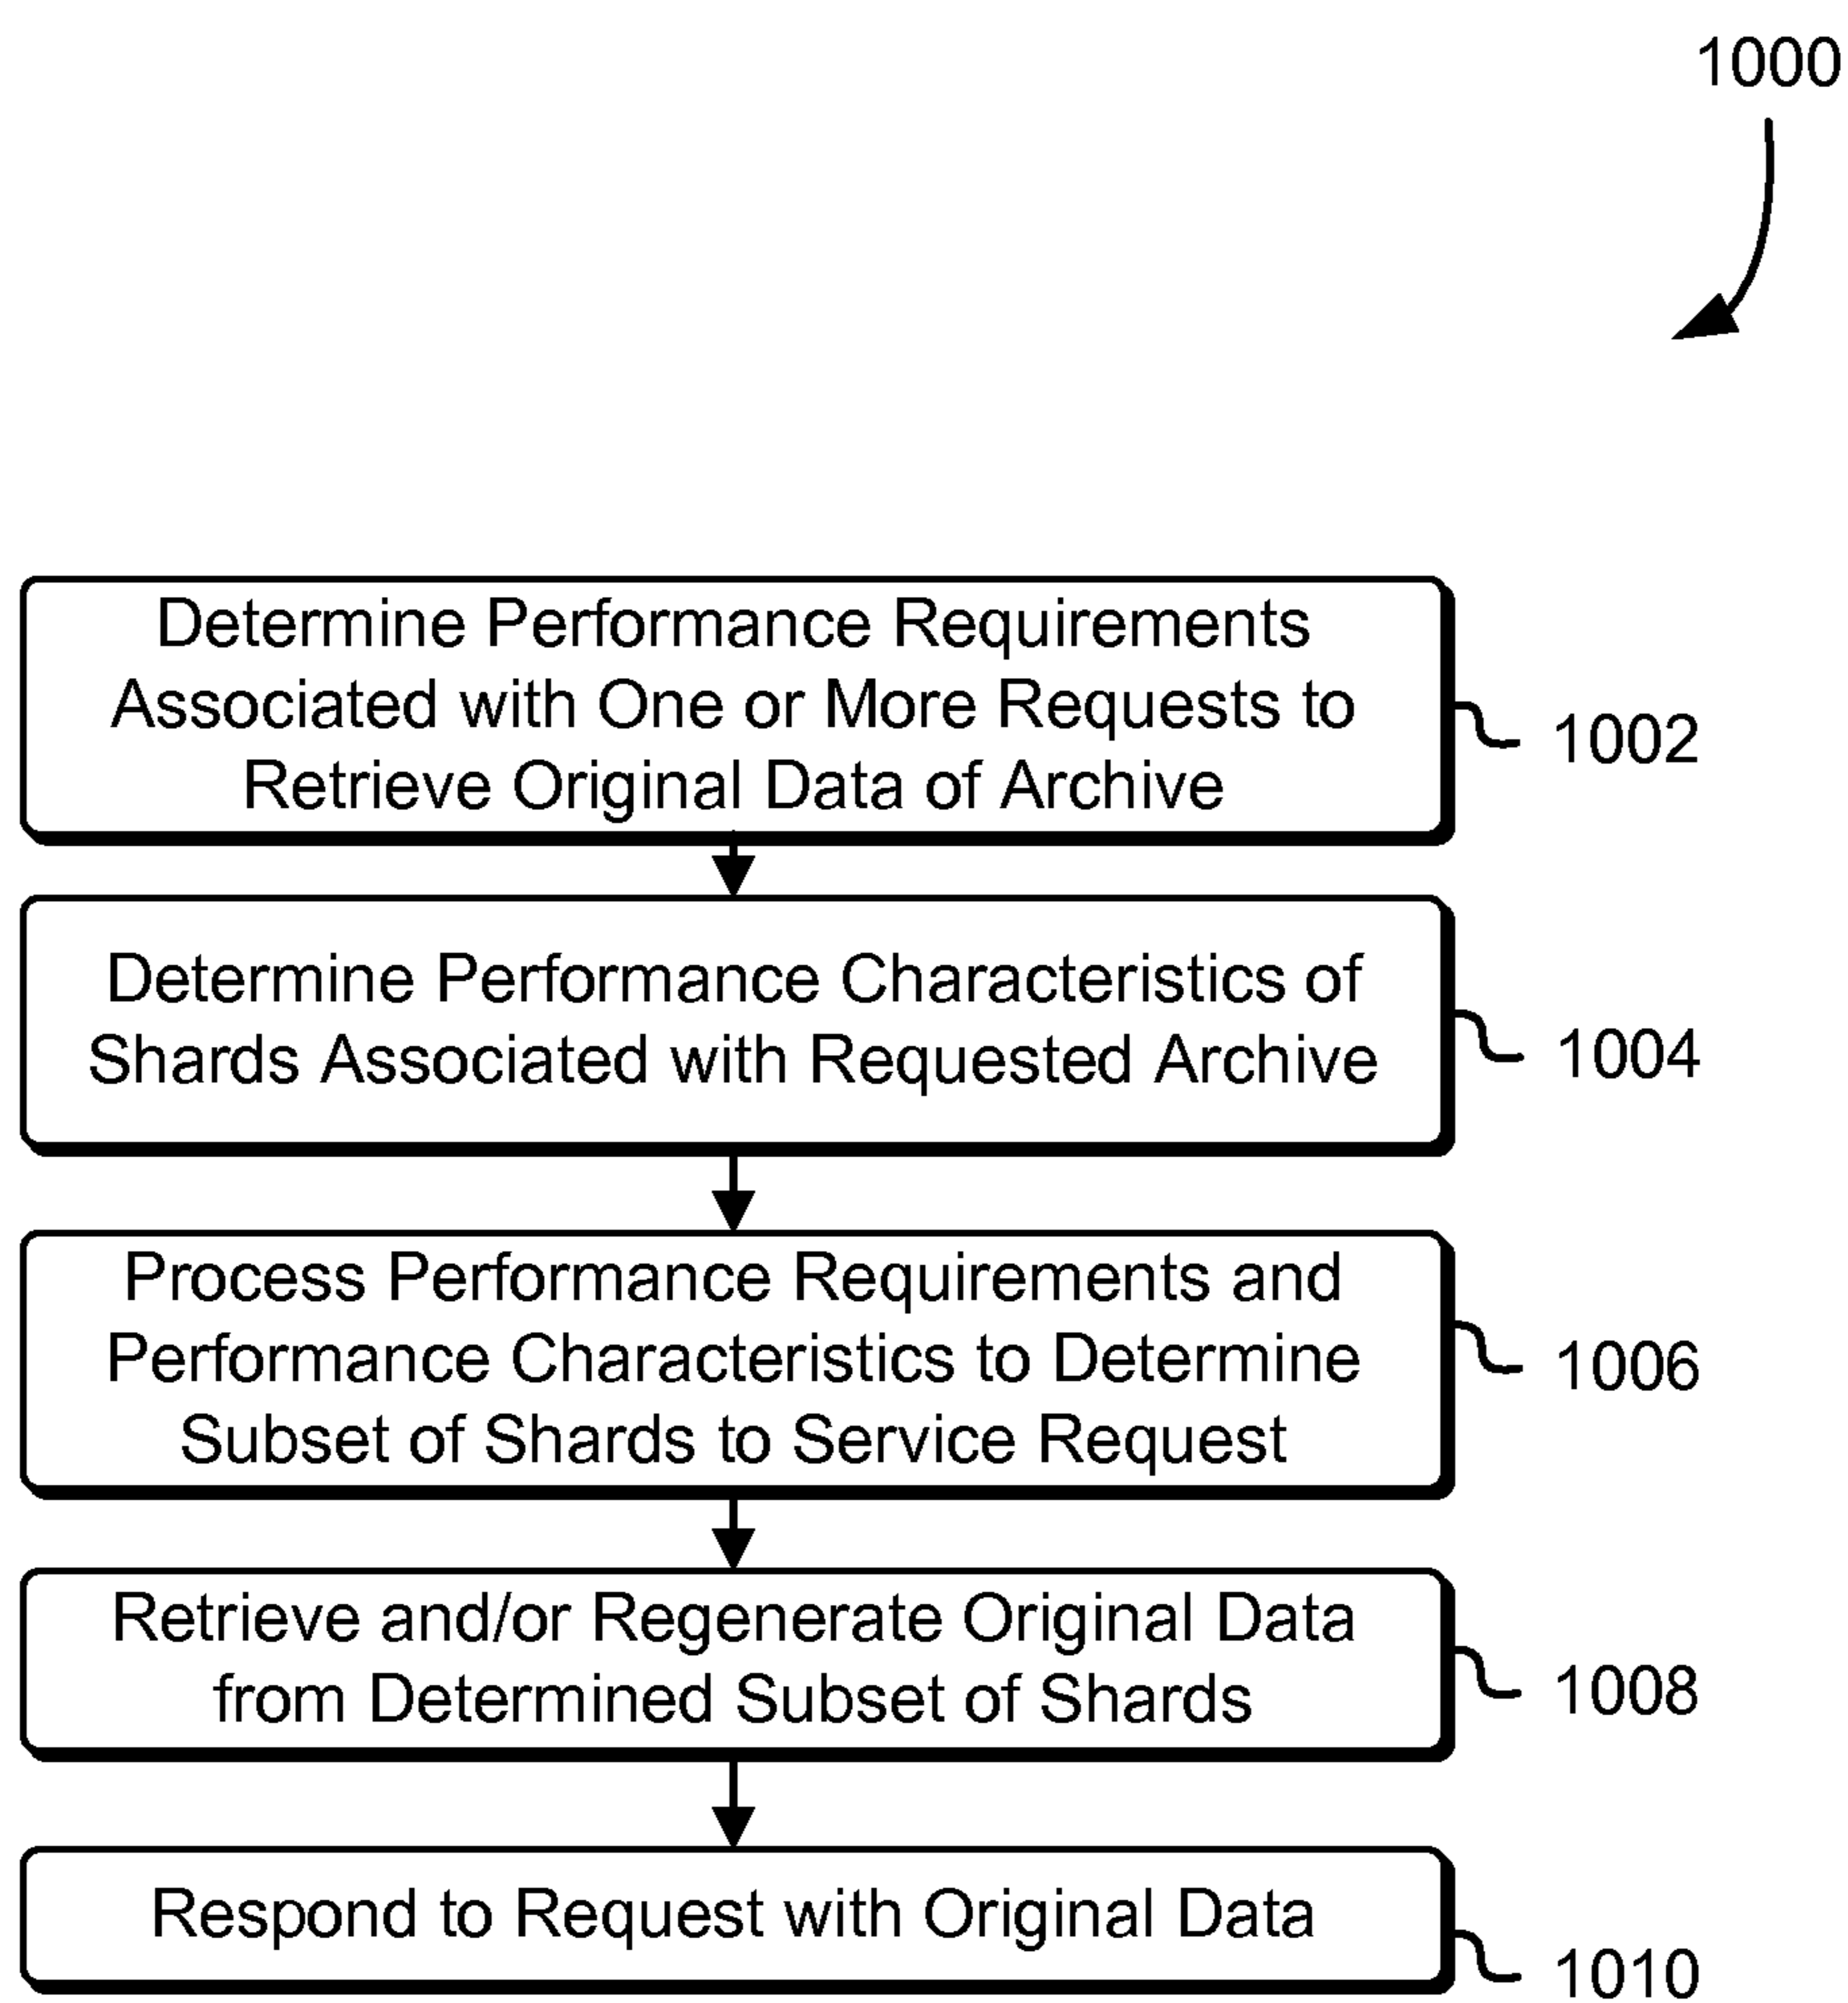 1000
Determine Performance Requirements
Associated with One or More Requests to
Retrieve Original Data of Archive
1002
Determine Performance Characteristics of
Shards Associated with Requested Archive
1004
Process Performance Requirements and
Performance Characteristics to Determine
Subset of Shards to Service Request
1006
Retrieve and/or Regenerate Original Data
from Determined Subset of Shards
1008
Respond to Request with Original Data
1010